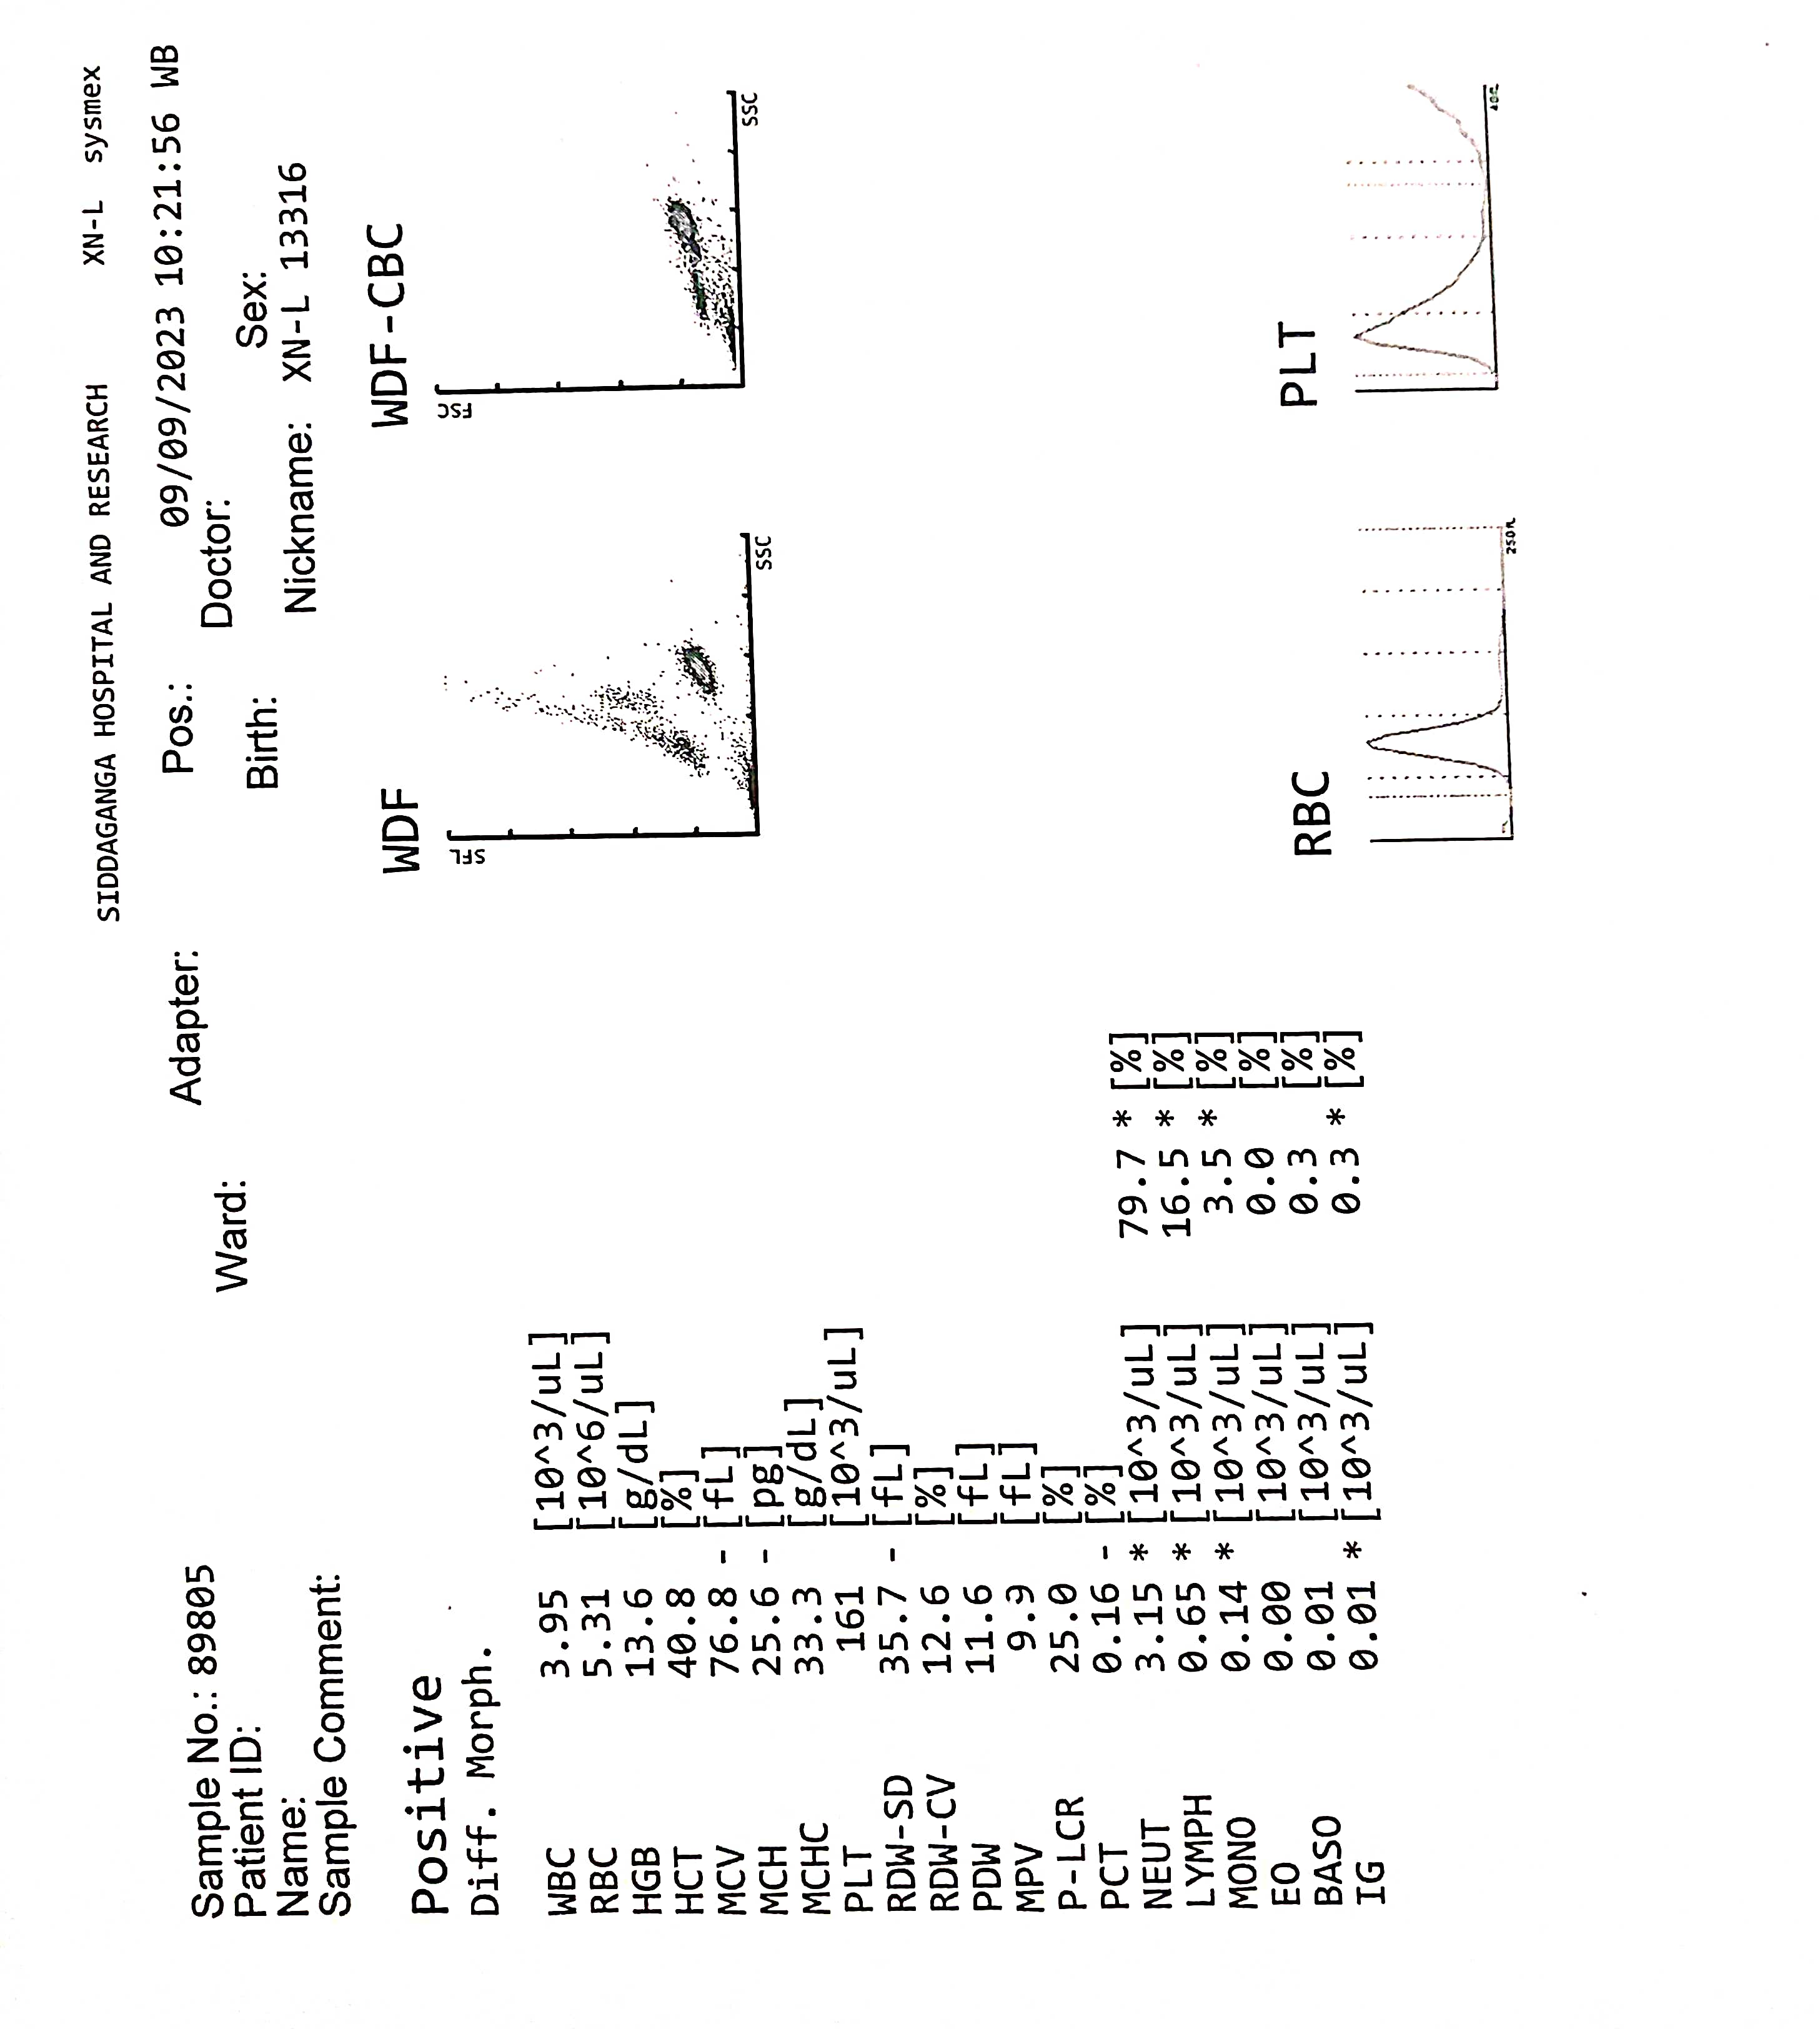 SIDDAGANGA HOSPITAL AND RESEARCH XN-L sysmex
Sample No.: 89805 Adapter: Pos.: 09/09/2023 10:21:56 WB
Patient ID: Ward: Doctor:
Name: Birth: Sex:
Sample Comment: Nickname: XN-L 13316
Positive
Diff. Morph.
WDF
SFL
SSC
WDF-CBC
FSC
SSC
WBC 3.95 [10^3/uL]
RBC 5.31 [10^6/uL]
HGB 13.6 [g/dL]
HCT 40.8 [%]
MCV 76.8 - [fL]
MCH 25.6 - [pg]
MCHC 33.3 [g/dL]
PLT 161 [10^3/uL]
RDW-SD 35.7 - [fL]
RDW-CV 12.6 [%]
PDW 11.6 [fL]
MPV 9.9 [fL]
P-LCR 25.0 [%]
PCT 0.16 - [%]
NEUT 3.15 * [10^3/uL] 79.7 * [%]
LYMPH 0.65 * [10^3/uL] 16.5 * [%]
MONO 0.14 * [10^3/uL] 3.5 * [%]
EO 0.00 [10^3/uL] 0.0 [%]
BASO 0.01 [10^3/uL] 0.3 [%]
IG 0.01 * [10^3/uL] 0.3 * [%]
RBC
250fL
PLT
40fL